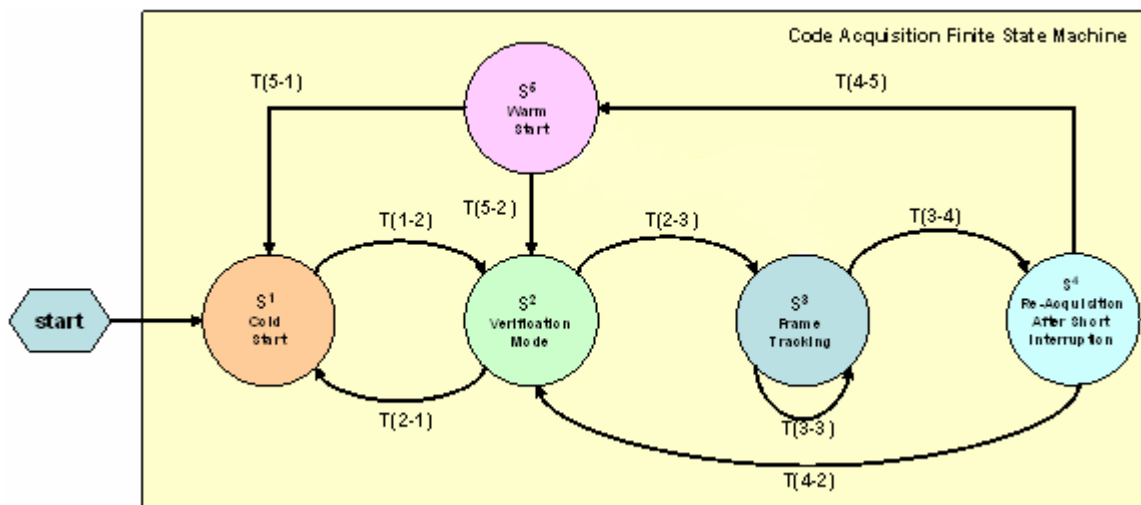 Code Acquisition Finite State Machine
T(5-1)
S⁵
Warm
Start
T(4-5)
T(1-2)
T(5-2)
T(2-3)
T(3-4)
start
S¹
Cold
Start
S²
Verification
Mode
S³
Frame
Tracking
S⁴
Re-Acquisition
After Short
Interruption
T(2-1)
T(3-3)
T(4-2)